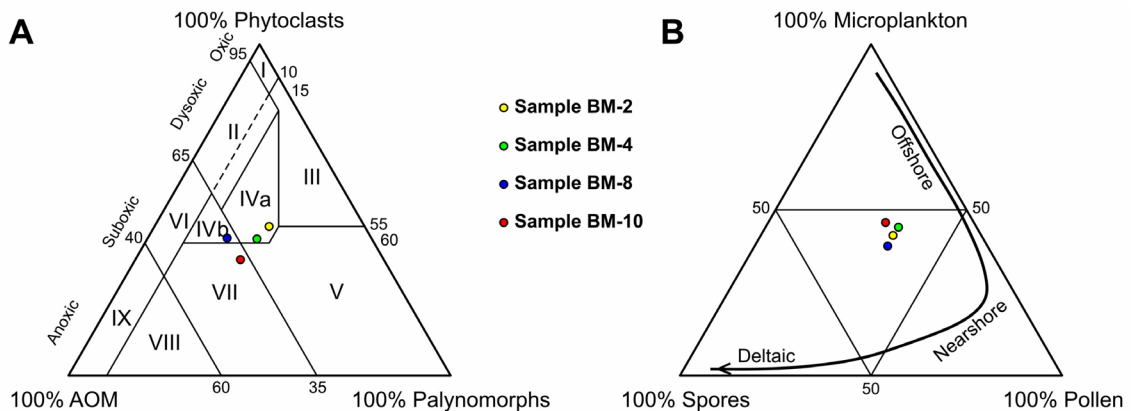 A
100% Phytoclasts
Oxic
95
I
10
15
Dysoxic
II
65
III
IVa
Suboxic
VI
IVb
55
60
40
VII
V
Anoxic
IX
VIII
100% AOM
60
35
100% Palynomorphs
Sample BM-2
Sample BM-4
Sample BM-8
Sample BM-10
B
100% Microplankton
Offshore
50
50
Nearshore
Deltaic
100% Spores
50
100% Pollen